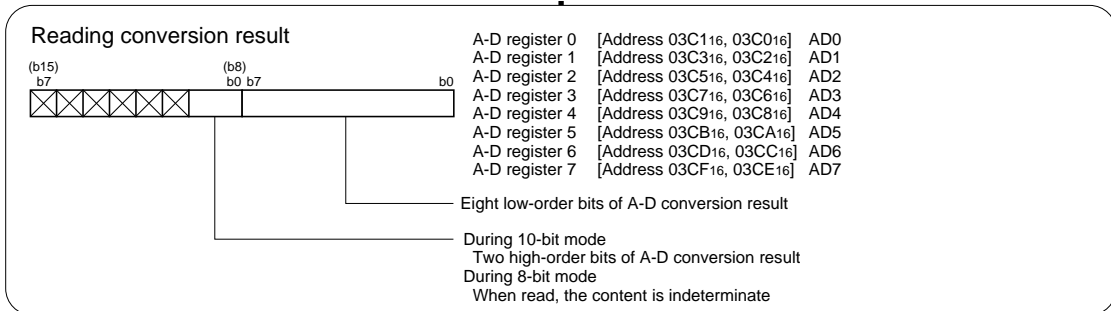 Reading conversion result
(b15) (b8)
b7 b0 b7 b0
A-D register 0 [Address 03C116, 03C016] AD0
A-D register 1 [Address 03C316, 03C216] AD1
A-D register 2 [Address 03C516, 03C416] AD2
A-D register 3 [Address 03C716, 03C616] AD3
A-D register 4 [Address 03C916, 03C816] AD4
A-D register 5 [Address 03CB16, 03CA16] AD5
A-D register 6 [Address 03CD16, 03CC16] AD6
A-D register 7 [Address 03CF16, 03CE16] AD7
Eight low-order bits of A-D conversion result
During 10-bit mode
Two high-order bits of A-D conversion result
During 8-bit mode
When read, the content is indeterminate